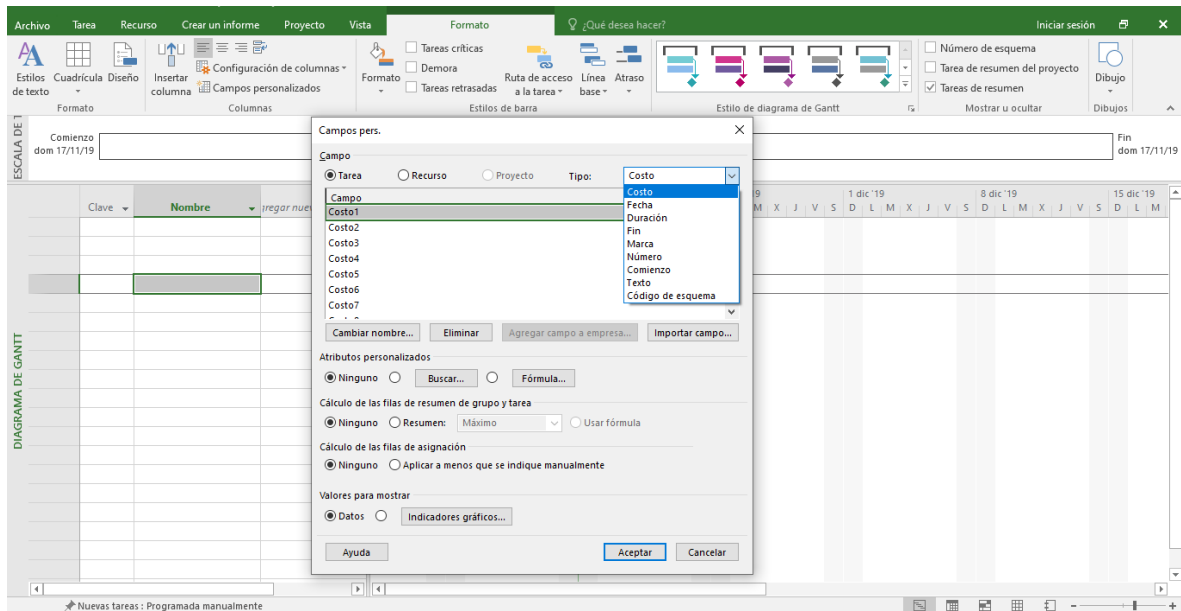 Archivo Tarea Recurso Crear un informe Proyecto Vista Formato ¿Qué desea hacer? Iniciar sesión
Estilos de texto
Cuadrícula
Diseño
Formato
Insertar columna
Configuración de columnas
Campos personalizados
Columnas
Formato
Tareas críticas
Demora
Tareas retrasadas
Ruta de acceso a la tarea
Línea base
Atraso
Estilos de barra
Estilo de diagrama de Gantt
Número de esquema
Tarea de resumen del proyecto
Tareas de resumen
Mostrar u ocultar
Dibujo
Dibujos
ESCALA DE T
Comienzo
dom 17/11/19
Fin
dom 17/11/19
Clave Nombre
1 dic '19 8 dic '19 15 dic '19
M X J V S D L M X J V S D L M X J V S D L M
DIAGRAMA DE GANTT
Campos pers.
Campo
Tarea Recurso Proyecto Tipo: Costo
Costo
Fecha
Duración
Fin
Marca
Número
Comienzo
Texto
Código de esquema
Campo
Costo1
Costo2
Costo3
Costo4
Costo5
Costo6
Costo7
Cambiar nombre... Eliminar Agregar campo a empresa... Importar campo...
Atributos personalizados
Ninguno Buscar... Fórmula...
Cálculo de las filas de resumen de grupo y tarea
Ninguno Resumen: Máximo Usar fórmula
Cálculo de las filas de asignación
Ninguno Aplicar a menos que se indique manualmente
Valores para mostrar
Datos Indicadores gráficos...
Ayuda Aceptar Cancelar
Nuevas tareas : Programada manualmente